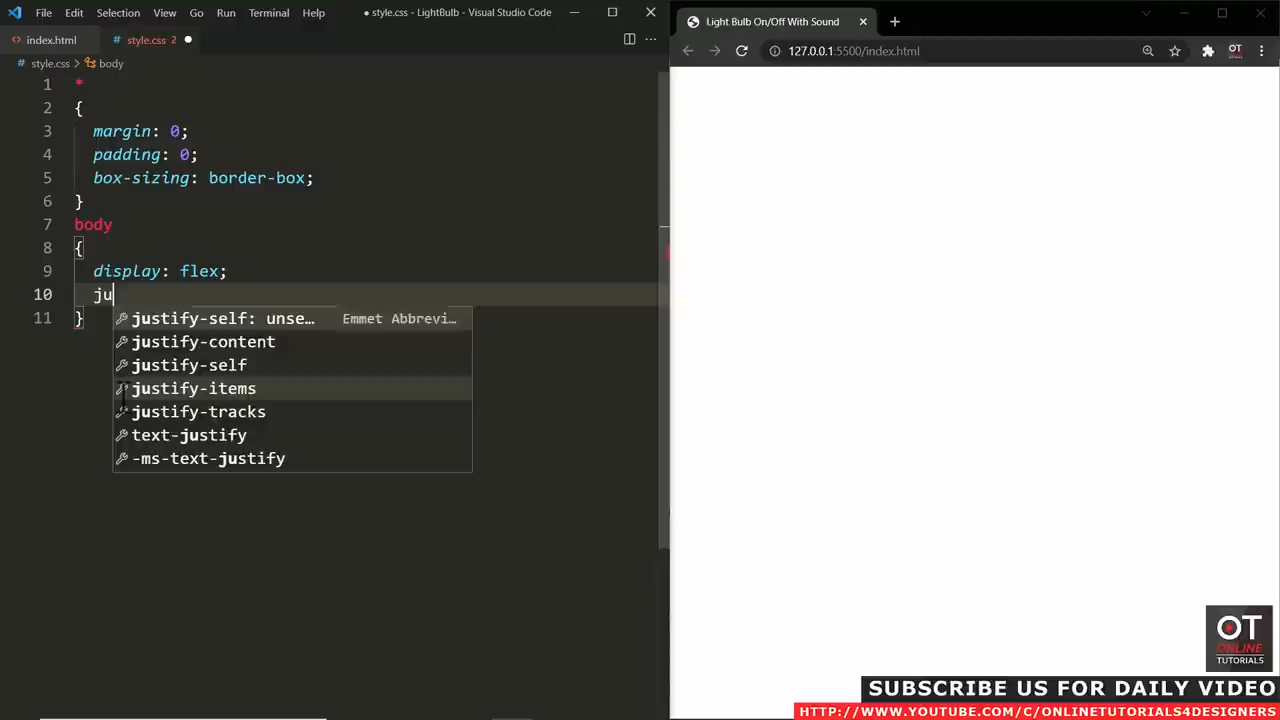 File Edit Selection View Go Run Terminal Help ● style.css - LightBulb - Visual Studio Code
index.html style.css 2 ●
style.css > body
1 *
2 {
3 margin: 0;
4 padding: 0;
5 box-sizing: border-box;
6 }
7 body
8 {
9 display: flex;
10 ju
11 }
justify-self: unse… Emmet Abbrevi…
justify-content
justify-self
justify-items
justify-tracks
text-justify
-ms-text-justify
Light Bulb On/Off With Sound
127.0.0.1:5500/index.html
OT
OT
ONLINE
TUTORIALS
SUBSCRIBE US FOR DAILY VIDEO
HTTP://WWW.YOUTUBE.COM/C/ONLINETUTORIALS4DESIGNERS